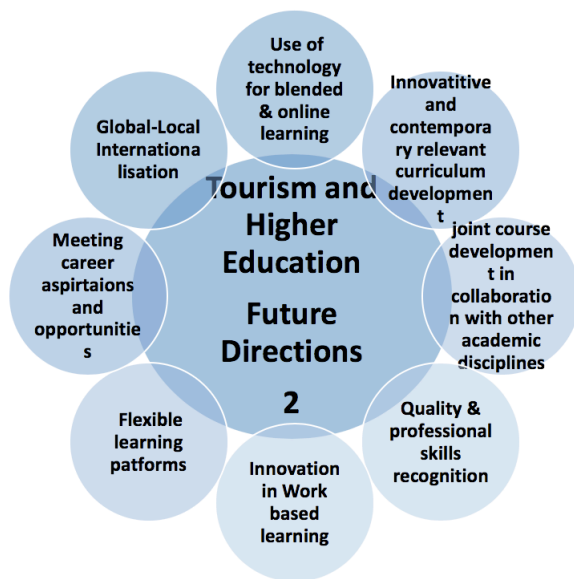 Use of
technology
for blended
& online
learning
Innovatitive
and
contempora
ry relevant
curriculum
developmen
t
joint course
developmen
t in
collaboratio
n with other
academic
disciplines
Quality &
professional
skills
recognition
Innovation
in Work
based
learning
Flexible
learning
patforms
Meeting
career
aspirtaions
and
opportunitie
s
Global-Local
Internationa
lisation
Tourism and
Higher
Education
Future
Directions
2